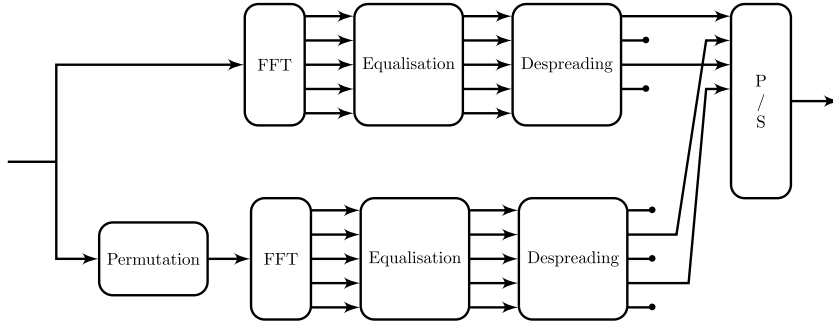 FFT
Equalisation
Despreading
P
/
S
Permutation
FFT
Equalisation
Despreading